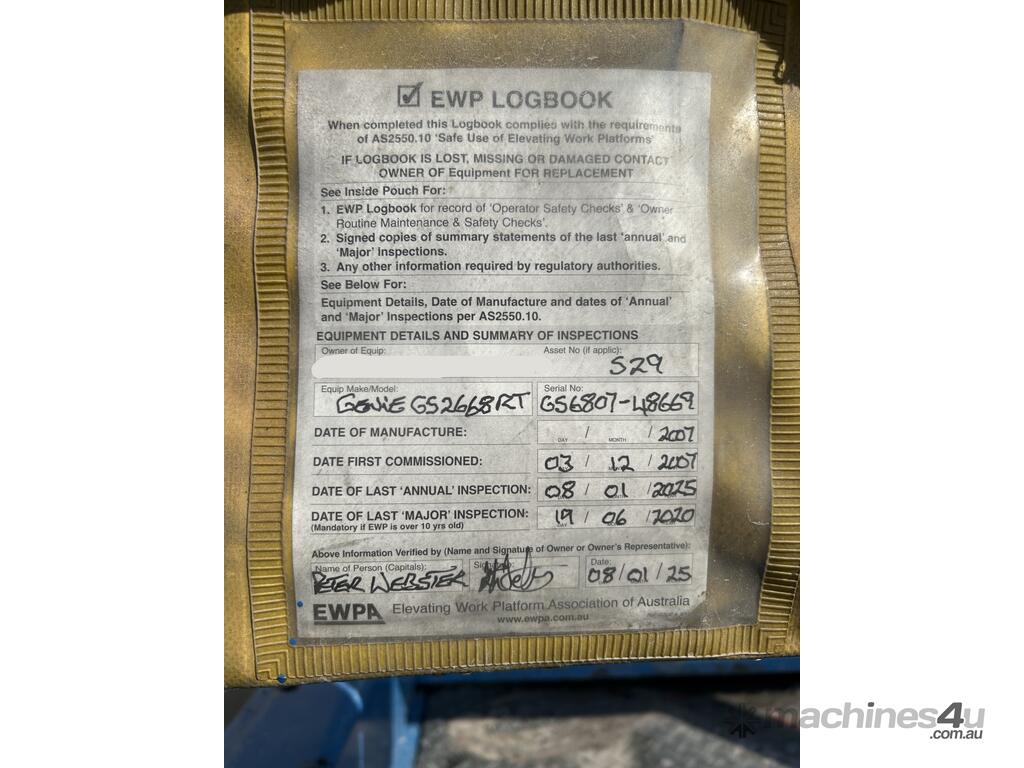 ☑ EWP LOGBOOK
When completed this Logbook complies with the requirements
of AS2550.10 'Safe Use of Elevating Work Platforms'
IF LOGBOOK IS LOST, MISSING OR DAMAGED CONTACT
OWNER OF Equipment FOR REPLACEMENT
See Inside Pouch For:
1. EWP Logbook for record of 'Operator Safety Checks' & 'Owner
Routine Maintenance & Safety Checks'.
2. Signed copies of summary statements of the last 'annual' and
'Major' Inspections.
3. Any other information required by regulatory authorities.
See Below For:
Equipment Details, Date of Manufacture and dates of 'Annual'
and 'Major' Inspections per AS2550.10.
EQUIPMENT DETAILS AND SUMMARY OF INSPECTIONS
Owner of Equip: Asset No (if applic):
S29
Equip Make/Model: Serial No:
GENIE GS2668RT GS6807-48669
DATE OF MANUFACTURE: / / 2007
DAY MONTH
DATE FIRST COMMISSIONED: 03 / 12 / 2007
DATE OF LAST 'ANNUAL' INSPECTION: 08 / 01 / 2025
DATE OF LAST 'MAJOR' INSPECTION: 19 / 06 / 2020
(Mandatory if EWP is over 10 yrs old)
Above Information Verified by (Name and Signature of Owner or Owner's Representative):
Name of Person (Capitals): Date:
PETER WEBSTER 08/01/25
EWPA Elevating Work Platform Association of Australia
www.ewpa.com.au
machines4u
.com.au